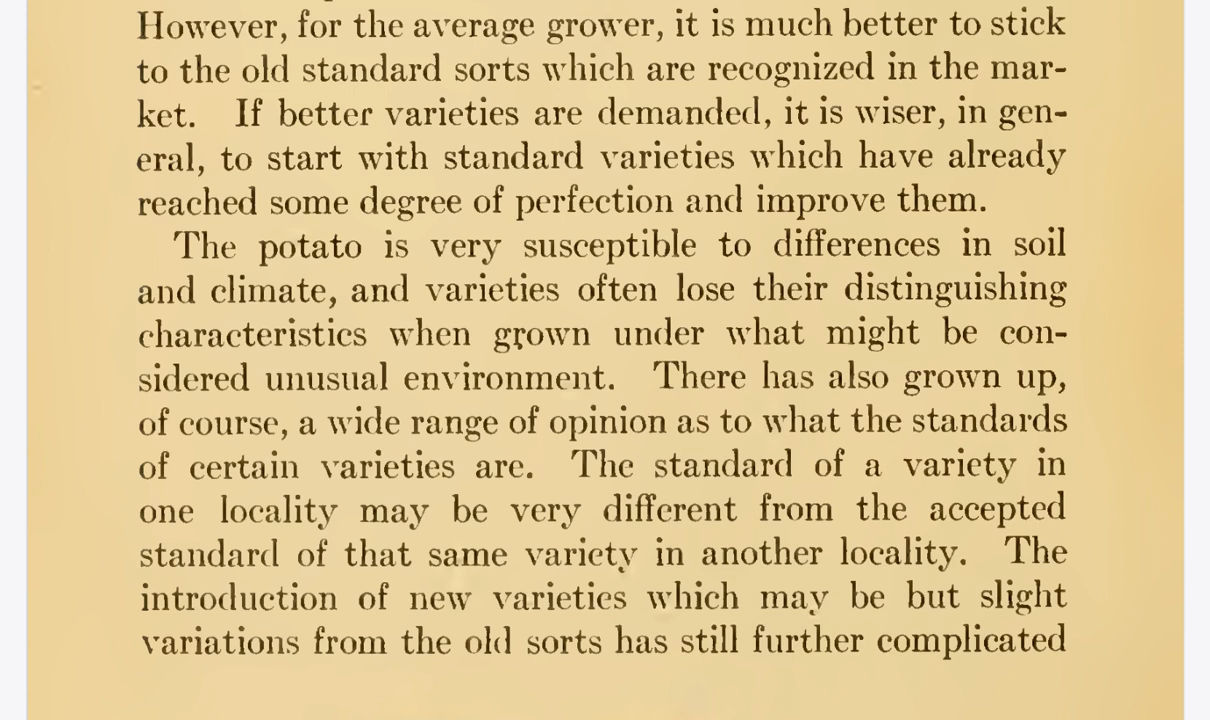 However, for the average grower, it is much better to stick
to the old standard sorts which are recognized in the mar-
ket. If better varieties are demanded, it is wiser, in gen-
eral, to start with standard varieties which have already
reached some degree of perfection and improve them.
The potato is very susceptible to differences in soil
and climate, and varieties often lose their distinguishing
characteristics when grown under what might be con-
sidered unusual environment. There has also grown up,
of course, a wide range of opinion as to what the standards
of certain varieties are. The standard of a variety in
one locality may be very different from the accepted
standard of that same variety in another locality. The
introduction of new varieties which may be but slight
variations from the old sorts has still further complicated